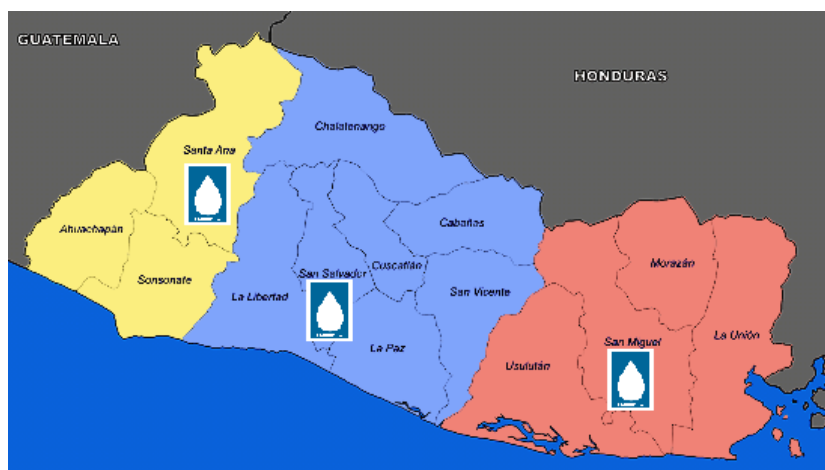 GUATEMALA
HONDURAS
Chalatenango
Santa Ana
Cabañas
Ahuachapán
Cuscatlán
Morazán
San Salvador
Sonsonate
La Libertad
San Vicente
La Unión
San Miguel
La Paz
Usulután